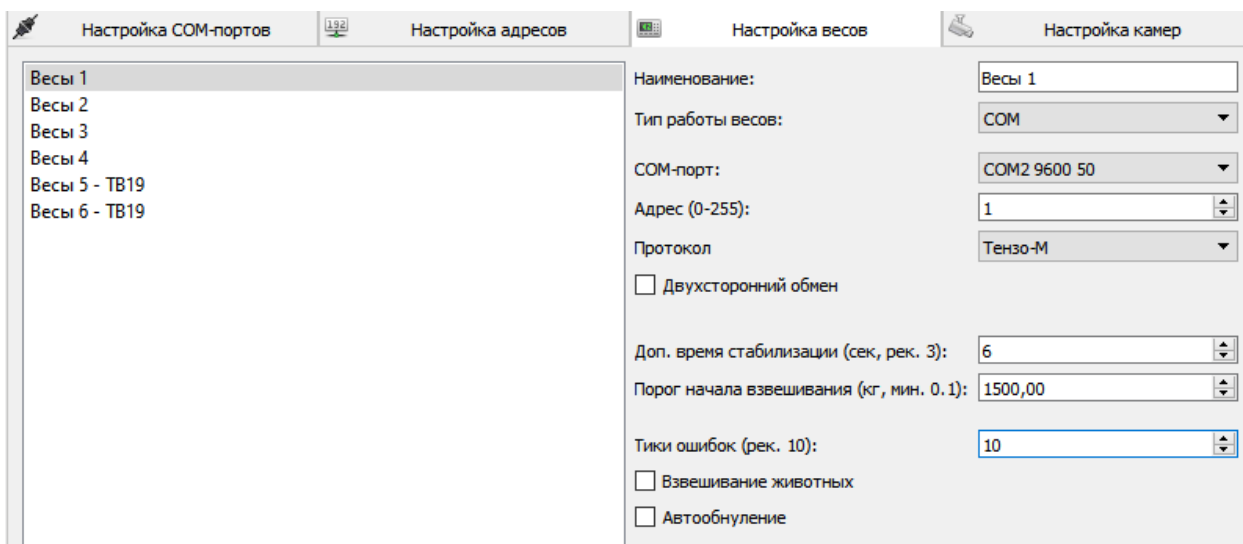 Настройка COM-портов
192
Настройка адресов
Настройка весов
Настройка камер
Весы 1
Весы 2
Весы 3
Весы 4
Весы 5 - ТВ19
Весы 6 - ТВ19
Наименование: Весы 1
Тип работы весов: COM
COM-порт: COM2 9600 50
Адрес (0-255): 1
Протокол Тензо-М
Двухсторонний обмен
Доп. время стабилизации (сек, рек. 3): 6
Порог начала взвешивания (кг, мин. 0.1): 1500,00
Тики ошибок (рек. 10): 10
Взвешивание животных
Автообнуление